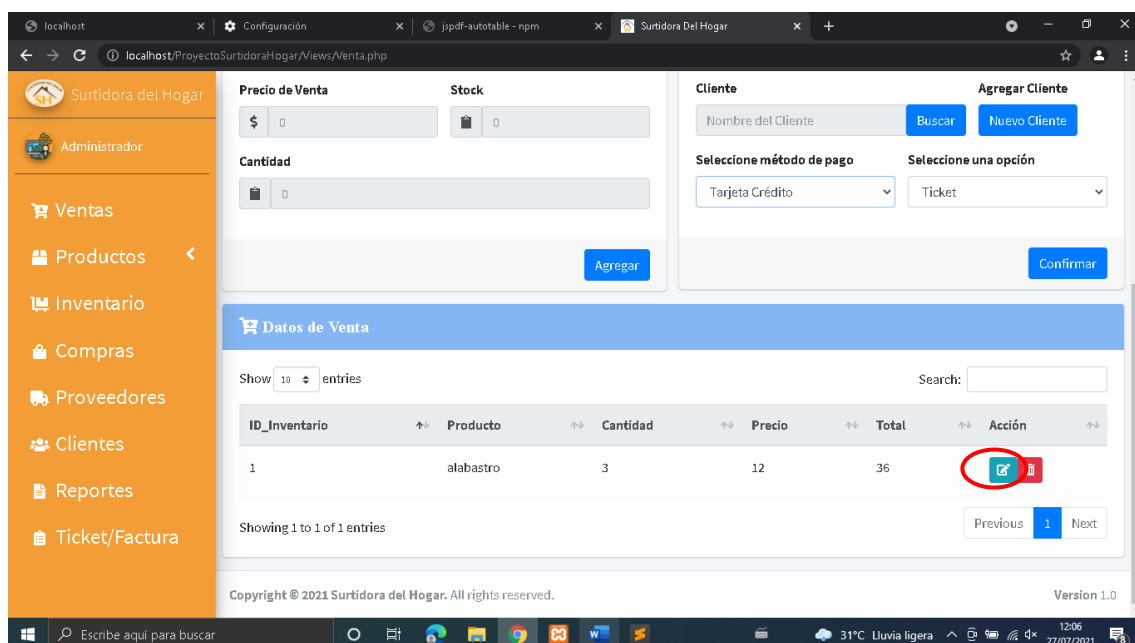 localhost
Configuración
jspdf-autotable - npm
Surtidora Del Hogar
localhost/ProyectoSurtidoraHogar/Views/Venta.php
SH
Surtidora del Hogar
Administrador
Ventas
Productos
Inventario
Compras
Proveedores
Clientes
Reportes
Ticket/Factura
Precio de Venta
Stock
$ 0
0
Cantidad
0
Agregar
Cliente
Agregar Cliente
Nombre del Cliente
Buscar
Nuevo Cliente
Seleccione método de pago
Seleccione una opción
Tarjeta Crédito
Ticket
Confirmar
Datos de Venta
Show 10 entries
Search:
ID_Inventario Producto Cantidad Precio Total Acción
1 alabastro 3 12 36
Showing 1 to 1 of 1 entries
Previous 1 Next
Copyright © 2021 Surtidora del Hogar. All rights reserved.
Version 1.0
Escribe aquí para buscar
31°C Lluvia ligera
12:06
27/07/2021